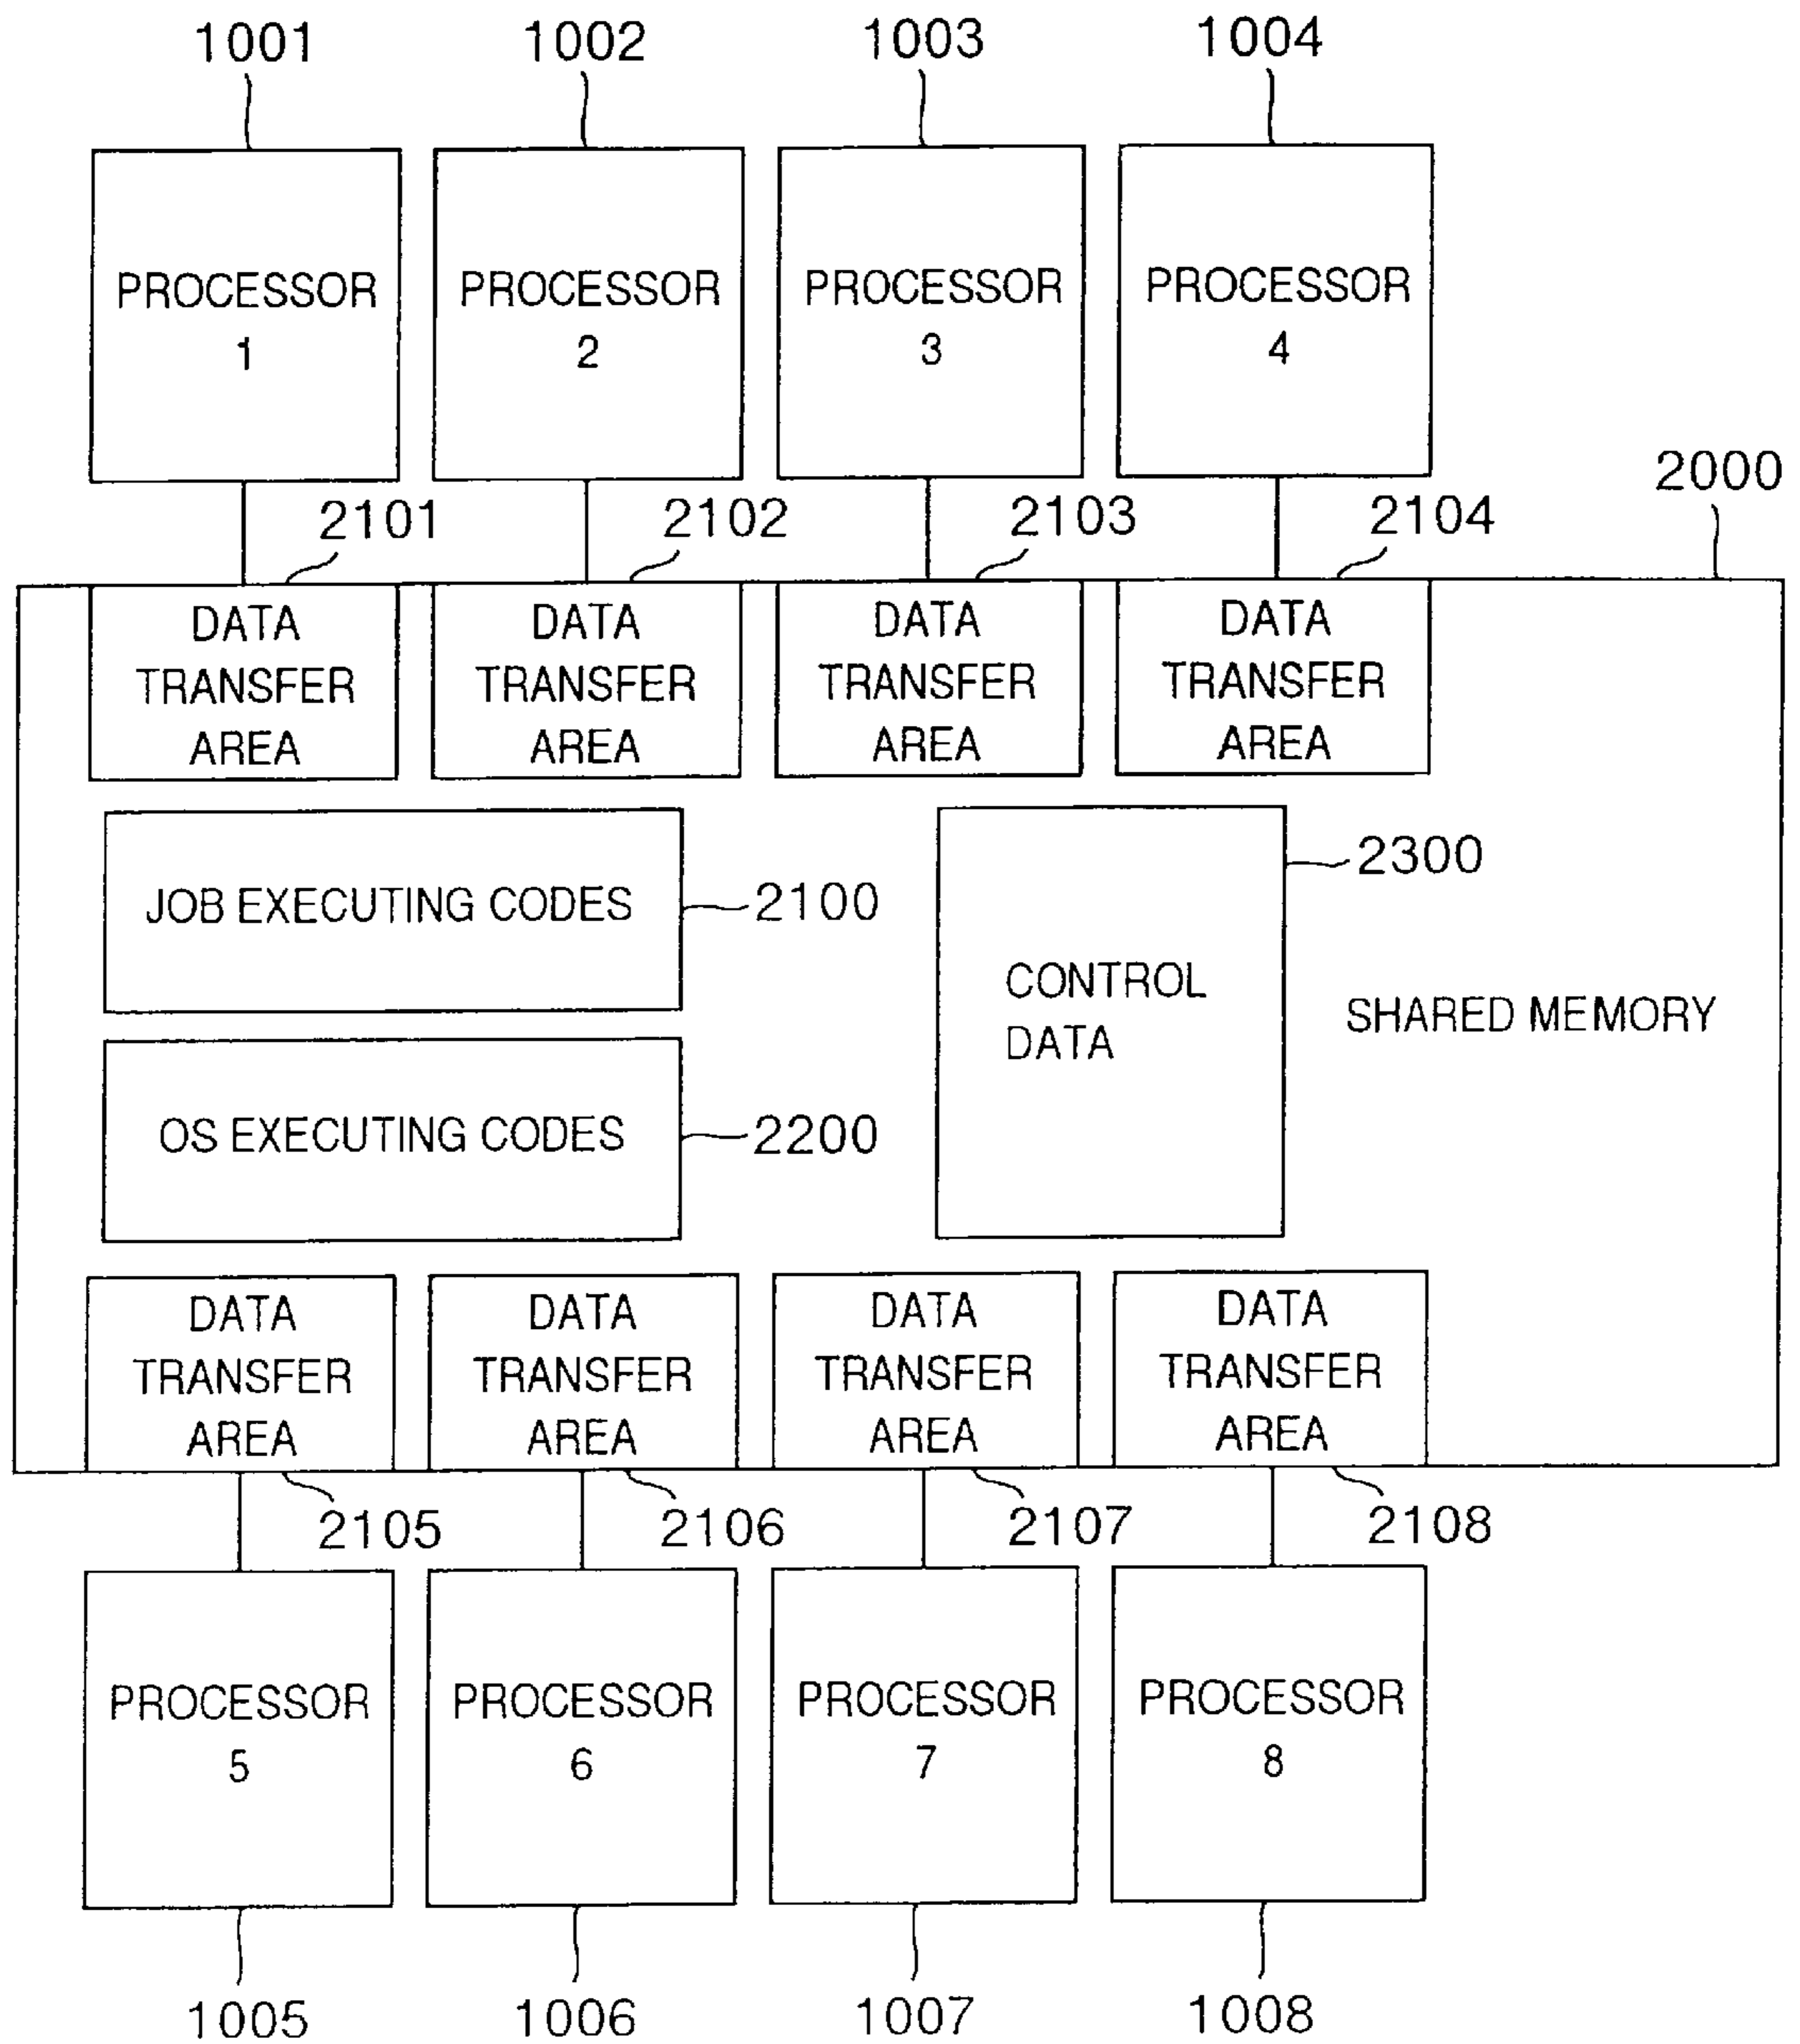 1001
1002
1003
1004
PROCESSOR
1
PROCESSOR
2
PROCESSOR
3
PROCESSOR
4
2000
2101
2102
2103
2104
DATA
TRANSFER
AREA
DATA
TRANSFER
AREA
DATA
TRANSFER
AREA
DATA
TRANSFER
AREA
JOB EXECUTING CODES
2100
2300
CONTROL
DATA
SHARED MEMORY
OS EXECUTING CODES
2200
DATA
TRANSFER
AREA
DATA
TRANSFER
AREA
DATA
TRANSFER
AREA
DATA
TRANSFER
AREA
2105
2106
2107
2108
PROCESSOR
5
PROCESSOR
6
PROCESSOR
7
PROCESSOR
8
1005
1006
1007
1008